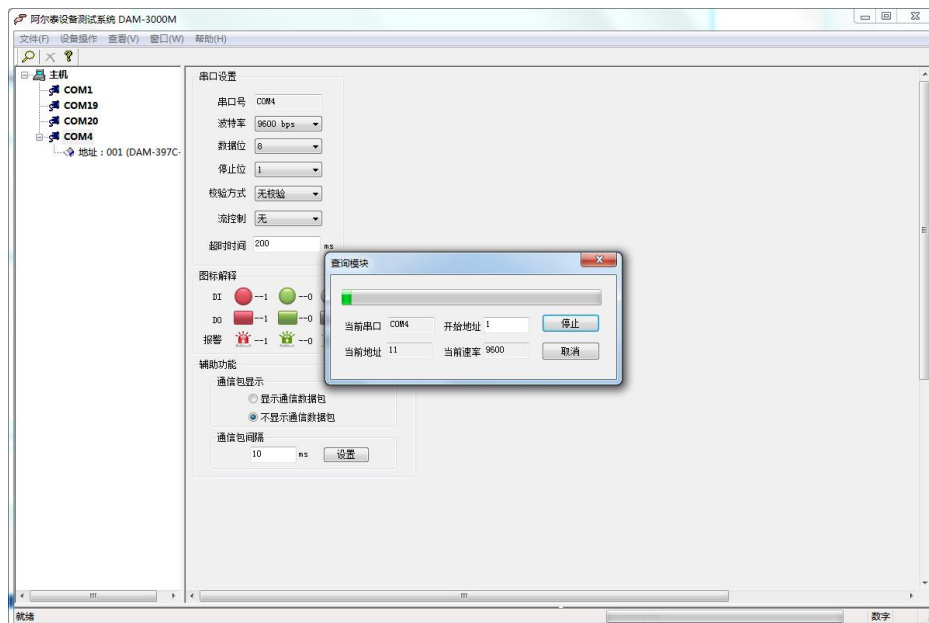 阿尔泰设备测试系统 DAM-3000M
文件(F) 设备操作 查看(V) 窗口(W) 帮助(H)
主机
COM1
COM19
COM20
COM4
地址：001 (DAM-397C-
串口设置
串口号 COM4
波特率 9600 bps
数据位 8
停止位 1
校验方式 无校验
流控制 无
超时时间 200 ms
图标解释
DI --1 --0
DO --1 --0
报警 --1 --0
辅助功能
通信包显示
显示通信数据包
不显示通信数据包
通信包间隔
10 ms 设置
查询模块
当前串口 COM4 开始地址 1 停止
当前地址 11 当前速率 9600 取消
就绪 数字